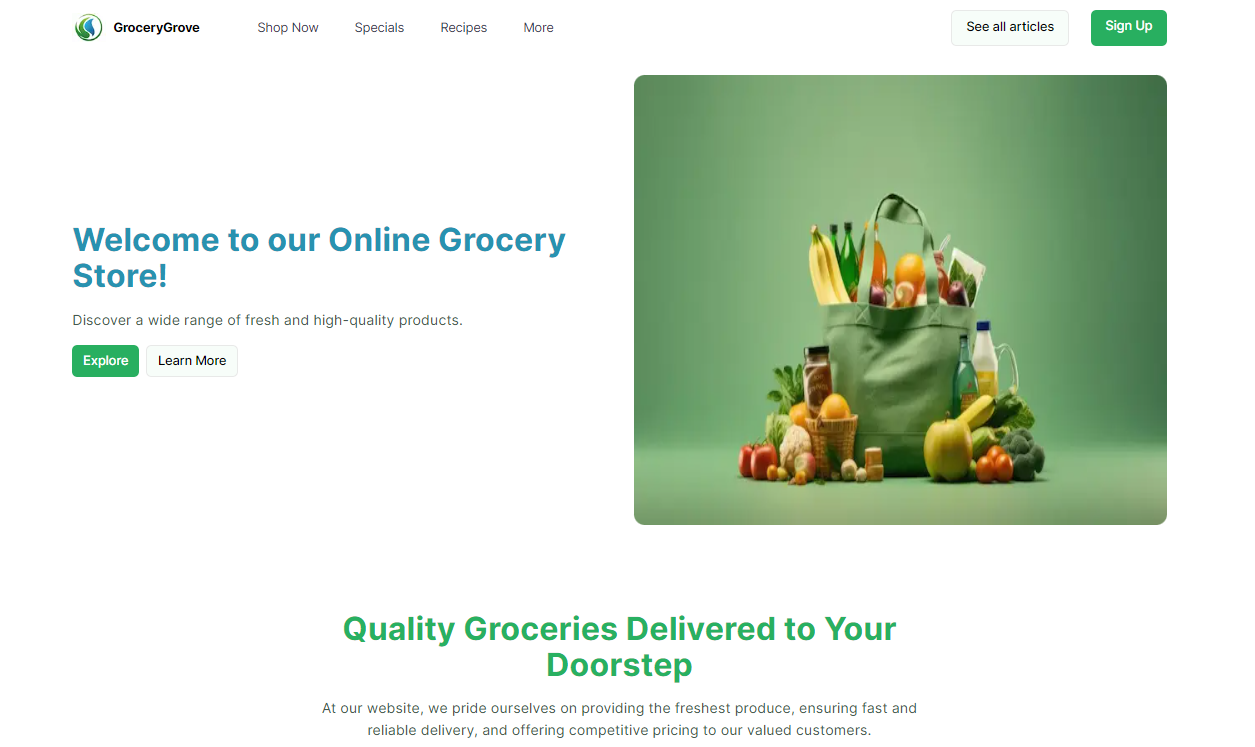 GroceryGrove
Shop Now
Specials
Recipes
More
See all articles
Sign Up
Welcome to our Online Grocery
Store!
Discover a wide range of fresh and high-quality products.
Explore
Learn More
Quality Groceries Delivered to Your
Doorstep
At our website, we pride ourselves on providing the freshest produce, ensuring fast and
reliable delivery, and offering competitive pricing to our valued customers.